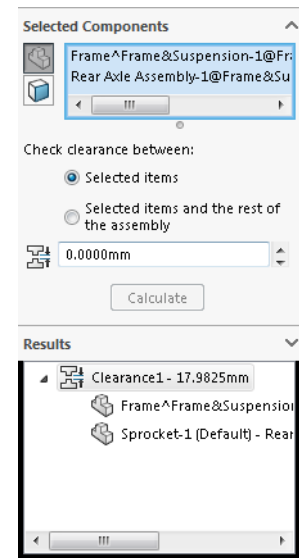 Selected Components
Frame^Frame&Suspension-1@Fra
Rear Axle Assembly-1@Frame&Su
Check clearance between:
Selected items
Selected items and the rest of
the assembly
0.0000mm
Calculate
Results
Clearance1 - 17.9825mm
Frame^Frame&Suspension
Sprocket-1 (Default) - Rear